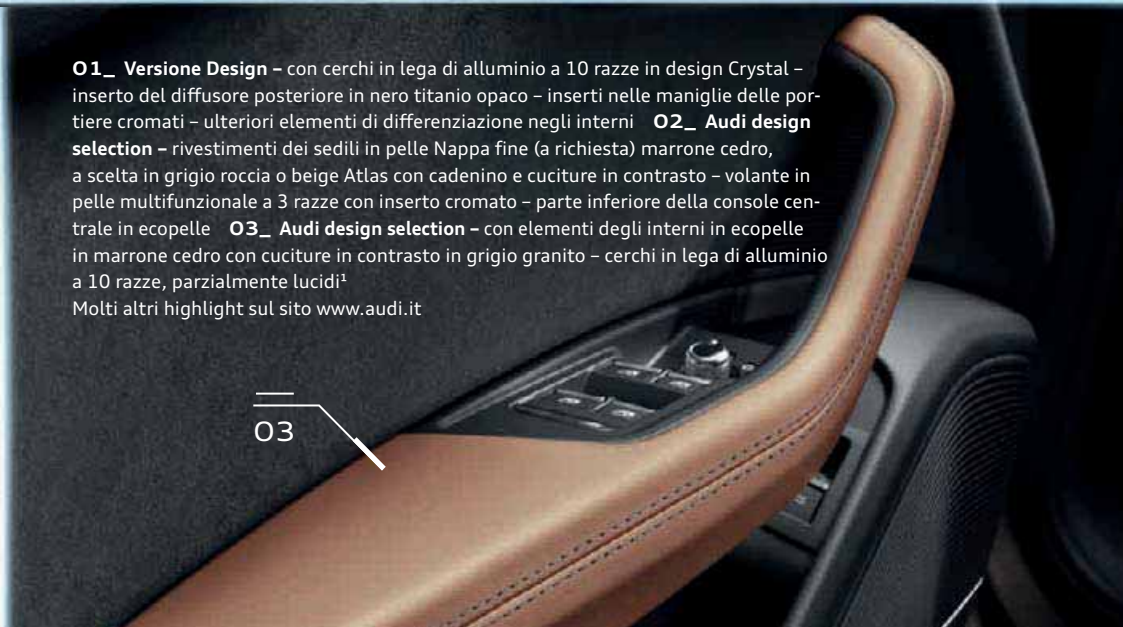 01_ Versione Design – con cerchi in lega di alluminio a 10 razze in design Crystal –
inserto del diffusore posteriore in nero titanio opaco – inserti nelle maniglie delle por-
tiere cromati – ulteriori elementi di differenziazione negli interni 02_ Audi design
selection – rivestimenti dei sedili in pelle Nappa fine (a richiesta) marrone cedro,
a scelta in grigio roccia o beige Atlas con cadenino e cuciture in contrasto – volante in
pelle multifunzionale a 3 razze con inserto cromato – parte inferiore della console cen-
trale in ecopelle 03_ Audi design selection – con elementi degli interni in ecopelle
in marrone cedro con cuciture in contrasto in grigio granito – cerchi in lega di alluminio
a 10 razze, parzialmente lucidi¹
Molti altri highlight sul sito www.audi.it
03